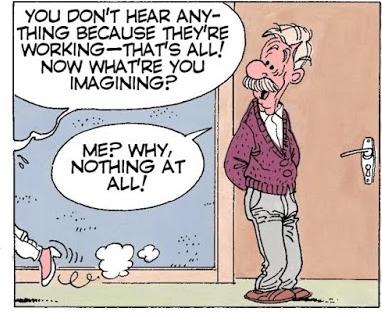 YOU DON'T HEAR ANY-
THING BECAUSE THEY'RE
WORKING—THAT'S ALL!
NOW WHAT'RE YOU
IMAGINING?
ME? WHY,
NOTHING AT
ALL!